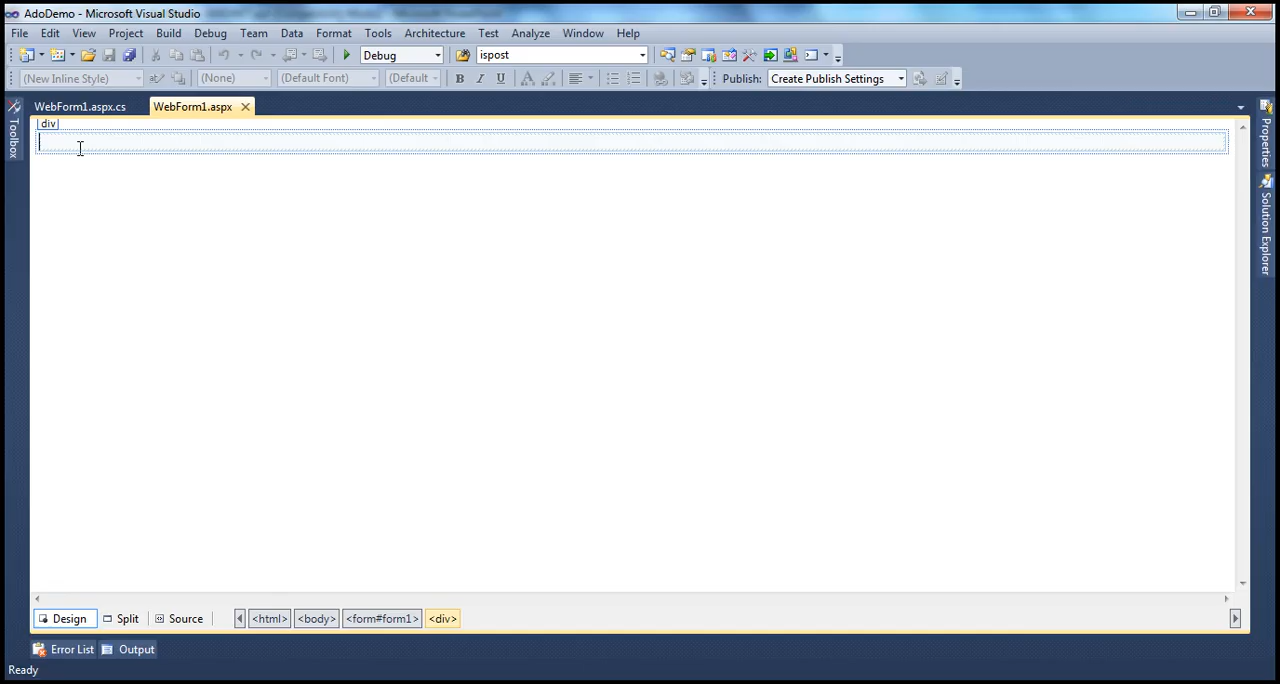 AdoDemo - Microsoft Visual Studio
File Edit View Project Build Debug Team Data Format Tools Architecture Test Analyze Window Help
Debug ispost
(New Inline Style) (None) (Default Font) (Default B I U A Publish: Create Publish Settings
WebForm1.aspx.cs WebForm1.aspx
Toolbox
div
Properties
Solution Explorer
Design Split Source <html> <body> <form#form1> <div>
Error List Output
Ready